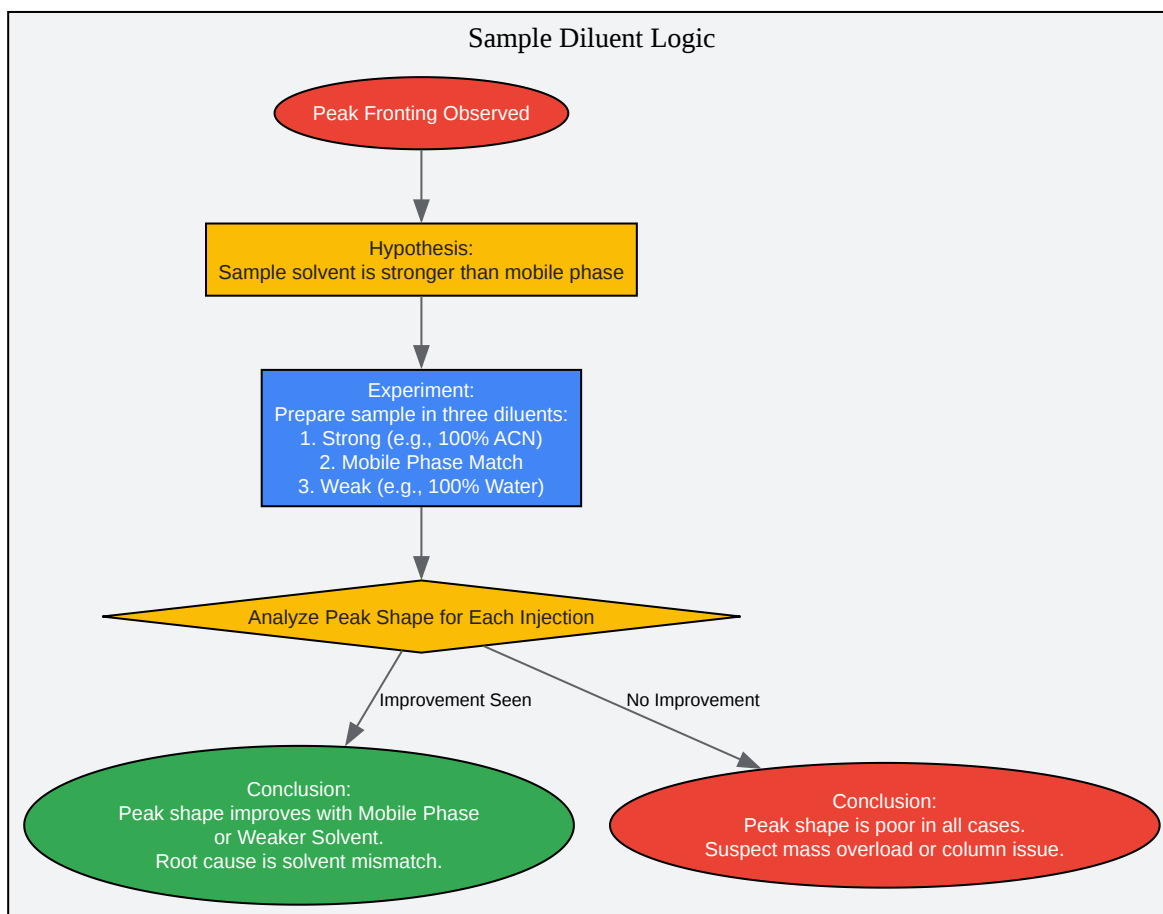 Sample Diluent Logic
Peak Fronting Observed
Hypothesis:
Sample solvent is stronger than mobile phase
Experiment:
Prepare sample in three diluents:
1. Strong (e.g., 100% ACN)
2. Mobile Phase Match
3. Weak (e.g., 100% Water)
Analyze Peak Shape for Each Injection
Improvement Seen
No Improvement
Conclusion:
Peak shape improves with Mobile Phase
or Weaker Solvent.
Root cause is solvent mismatch.
Conclusion:
Peak shape is poor in all cases.
Suspect mass overload or column issue.